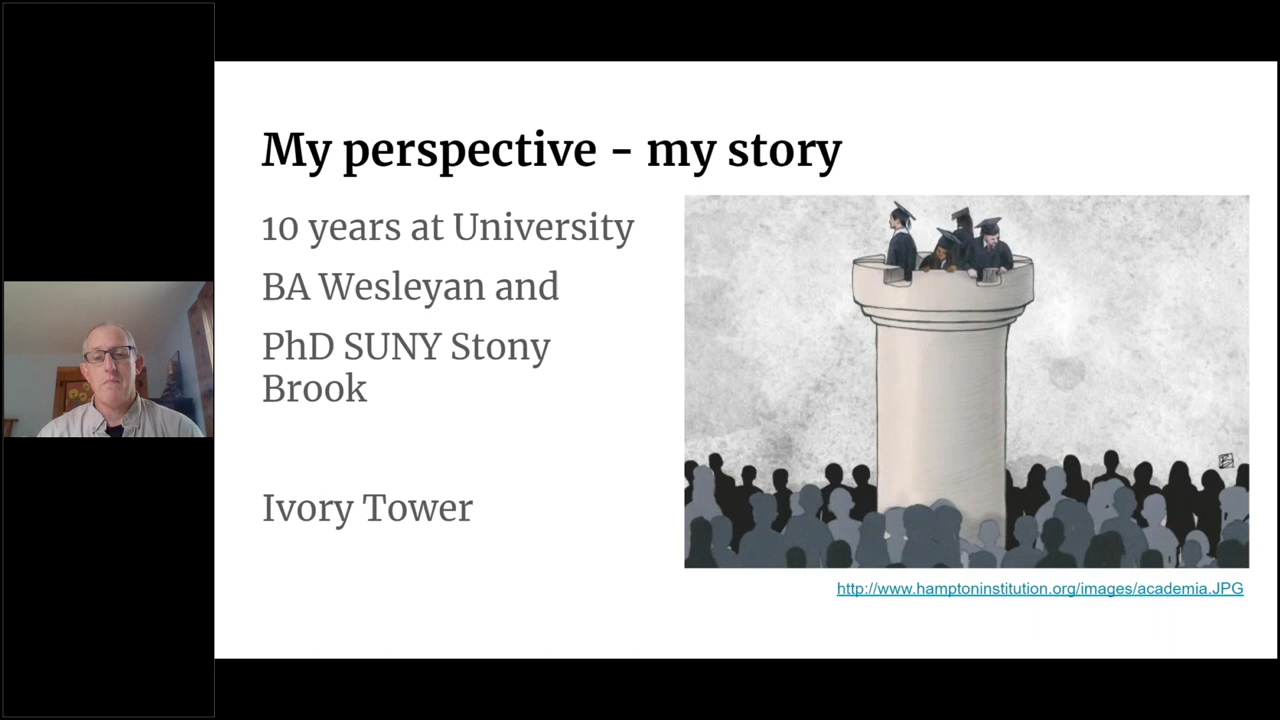 My perspective - my story
10 years at University
BA Wesleyan and
PhD SUNY Stony
Brook
Ivory Tower
http://www.hamptoninstitution.org/images/academia.JPG